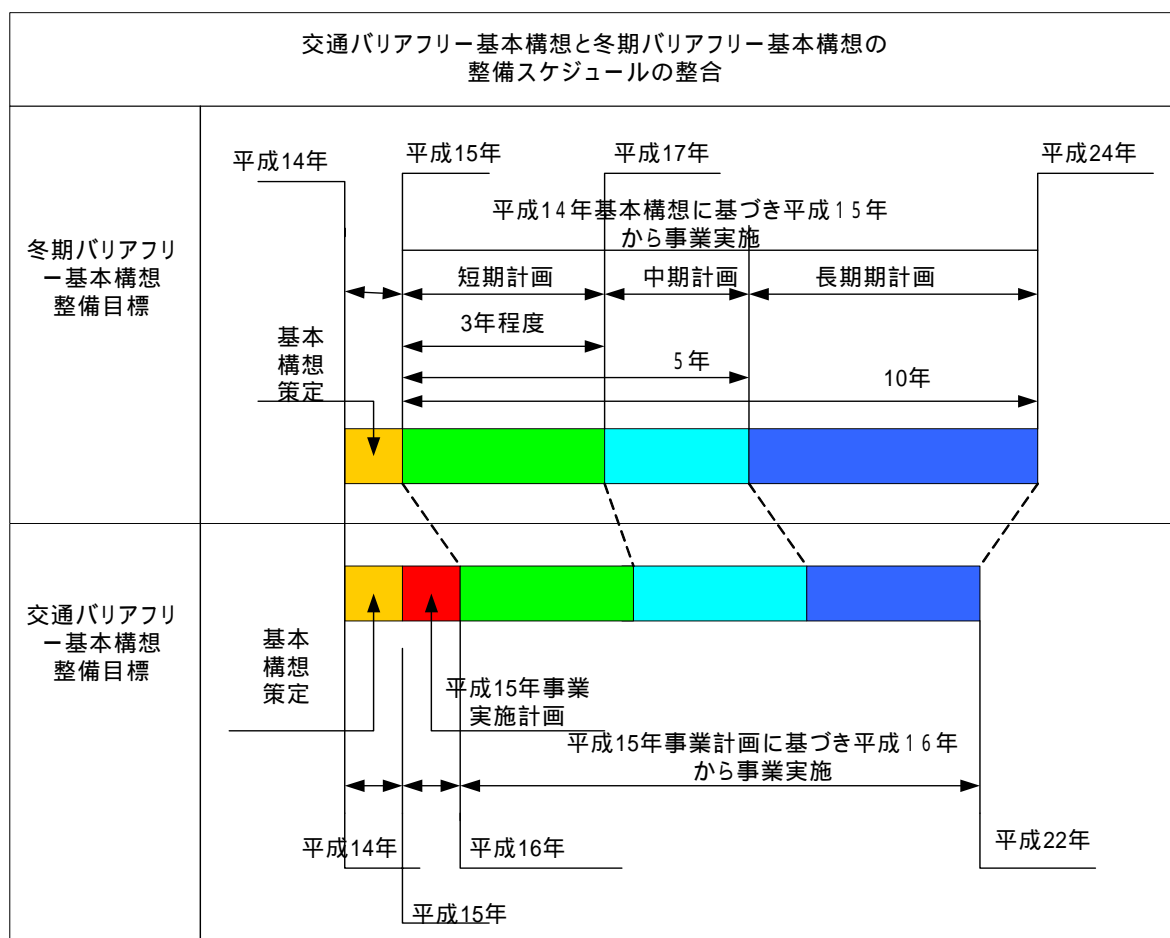 交通バリアフリー基本構想と冬期バリアフリー基本構想の
整備スケジュールの整合
冬期バリアフリ
ー基本構想
整備目標
平成14年
平成15年
平成17年
平成24年
平成14年基本構想に基づき平成15年
から事業実施
短期計画
中期計画
長期期計画
3年程度
5年
10年
基本
構想
策定
交通バリアフリ
ー基本構想
整備目標
基本
構想
策定
平成15年事業
実施計画
平成15年事業計画に基づき平成16年
から事業実施
平成14年
平成16年
平成22年
平成15年